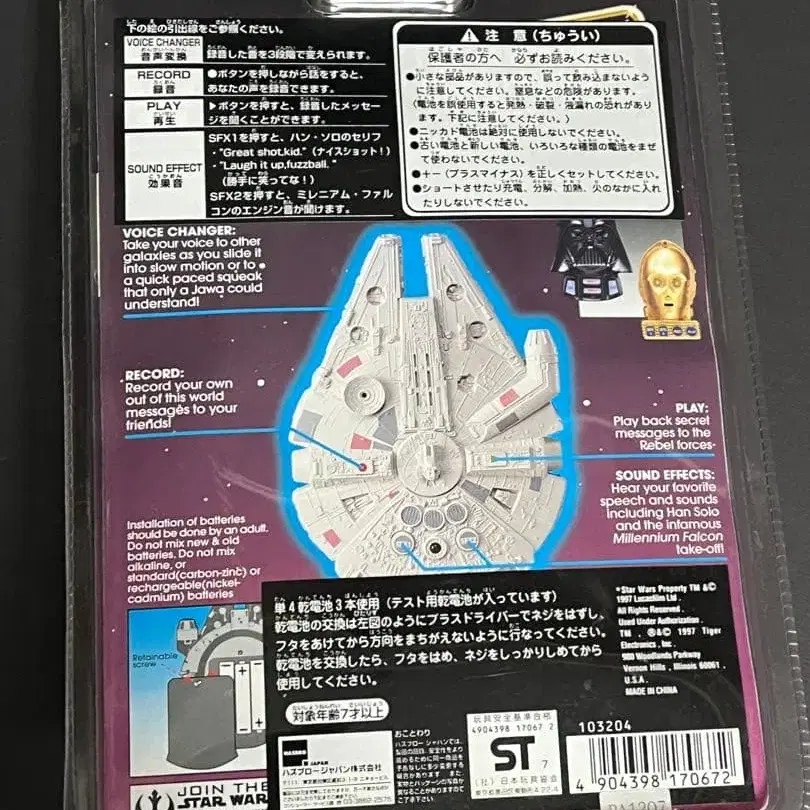 下の絵の引出線をご参照ください。
VOICE CHANGER
音声変換
録音した音を3段階で変えられます。
RECORD
録音
●ボタンを押しながら話をすると、
あなたの声を録音できます。
PLAY
再生
▶ボタンを押すと、録音したメッセー
ジを聞くことができます。
SOUND EFFECT
効果音
SFX1を押すと、ハン・ソロのセリフ
・"Great shot,kid."(ナイスショット!)
・"Laugh it up,fuzzball."
(勝手に笑ってな!)
SFX2を押すと、ミレニアム・ファル
コンのエンジン音が聞けます。
⚠ 注 意(ちゅうい)
保護者の方へ 必ずお読みください。
●小さな部品がありますので、誤って飲み込まないよう
に注意してください。窒息などの危険があります。
(電池を誤使用すると発熱・破裂・液漏れの恐れがあり
ます。下記に注意してください。)
●ニッカド電池は絶対に使用しないでください。
●古い電池と新しい電池、いろいろな種類の電池をまぜ
て使わないでください。
●+-(プラスマイナス)を正しくセットしてください。
●ショートさせたり充電、分解、加熱、火のなかに入れ
たりしないでください。
VOICE CHANGER:
Take your voice to other
galaxies as you slide it
into slow motion or to
a quick paced squeak
that only a Jawa could
understand!
RECORD:
Record your own
out of this world
messages to your
friends!
PLAY:
Play back secret
messages to the
Rebel forces-
SOUND EFFECTS:
Hear your favorite
speech and sounds
including Han Solo
and the infamous
Millennium Falcon
take-off!
Installation of batteries
should be done by an adult.
Do not mix new & old
batteries. Do not mix
alkaline, or
standard(carbon-zinc) or
rechargeable(nickel-
cadmium) batteries
Retainable
screw
単4乾電池3本使用(テスト用乾電池が入っています)
乾電池の交換は左図のようにプラスドライバーでネジをはずし、
フタをあけてから方向をまちがえないように行なってください。
乾電池を交換したら、フタをはめ、ネジをしっかりしめてから
使用してください。
対象年齢7才以上
*Star Wars Property TM &©
1997 Lucasfilm Ltd.
All Rights Reserved.
Used Under Authorization.
TM . ®&© 1997 Tiger
Electronics, Inc.
980 Woodlands Parkway
Vernon Hills, Illinois 60061.
U.S.A.
MADE IN CHINA
HASBRO
JAPAN
ハズブロージャパン株式会社
おことわり
玩具安全基準合格
4904398 17067 2
ST
7
(社)日本玩具協会
東京都墨田区東駒形4-22-4
103204
4 904398 170672
JOIN THE
STAR WARS